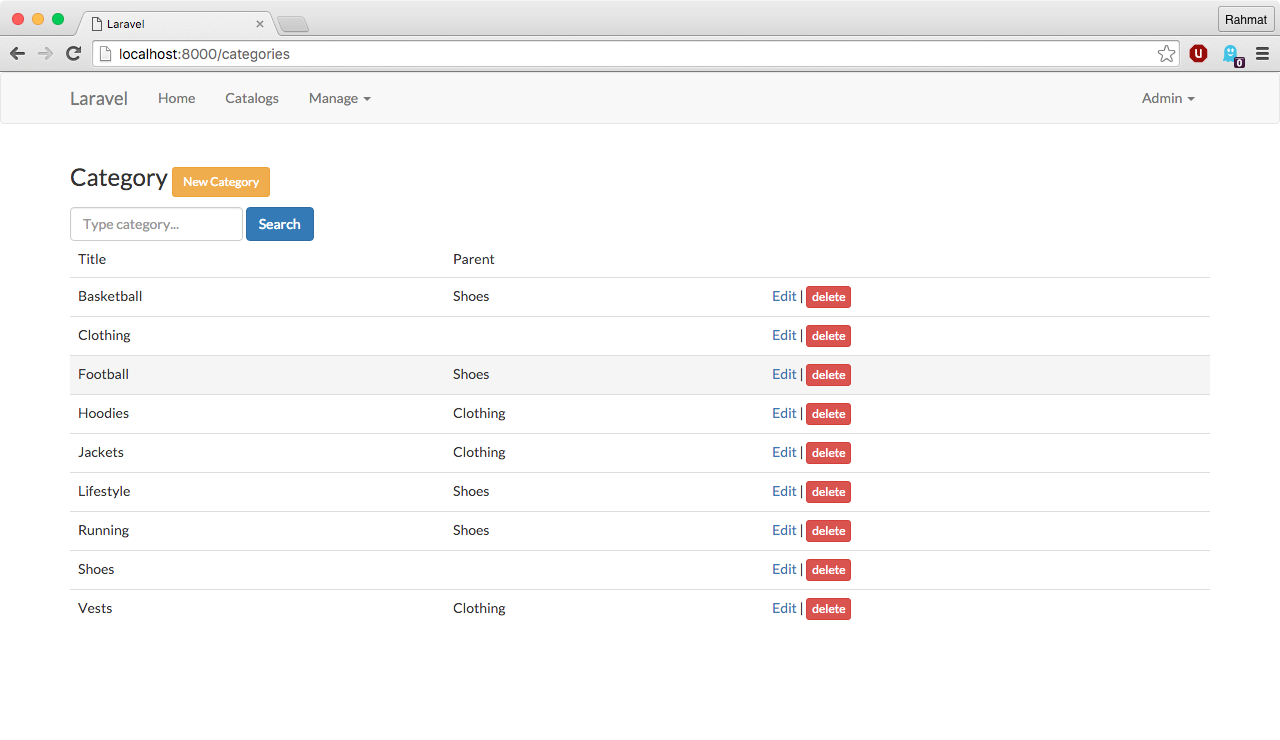 Laravel
Rahmat
localhost:8000/categories
0
Laravel Home Catalogs Manage Admin
Category New Category
Type category... Search
Title Parent
Basketball Shoes Edit | delete
Clothing Edit | delete
Football Shoes Edit | delete
Hoodies Clothing Edit | delete
Jackets Clothing Edit | delete
Lifestyle Shoes Edit | delete
Running Shoes Edit | delete
Shoes Edit | delete
Vests Clothing Edit | delete